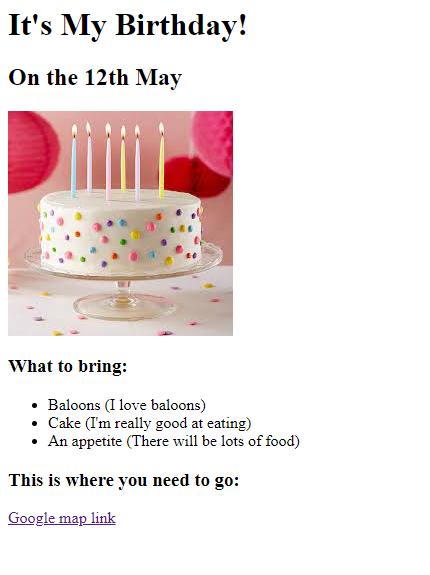 It's My Birthday!
On the 12th May
What to bring:
Baloons (I love baloons)
Cake (I'm really good at eating)
An appetite (There will be lots of food)
This is where you need to go:
Google map link